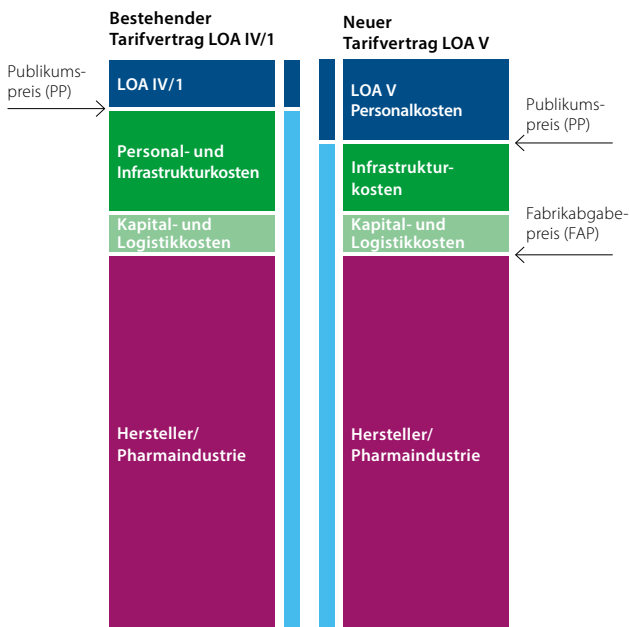 Bestehender
Tarifvertrag LOA IV/1
Publikums-
preis (PP)
LOA IV/1
Personal- und
Infrastrukturkosten
Kapital- und
Logistikkosten
Hersteller/
Pharmaindustrie
Neuer
Tarifvertrag LOA V
LOA V
Personalkosten
Publikums-
preis (PP)
Infrastruktur-
kosten
Kapital- und
Logistikkosten
Fabrikabgabe-
preis (FAP)
Hersteller/
Pharmaindustrie